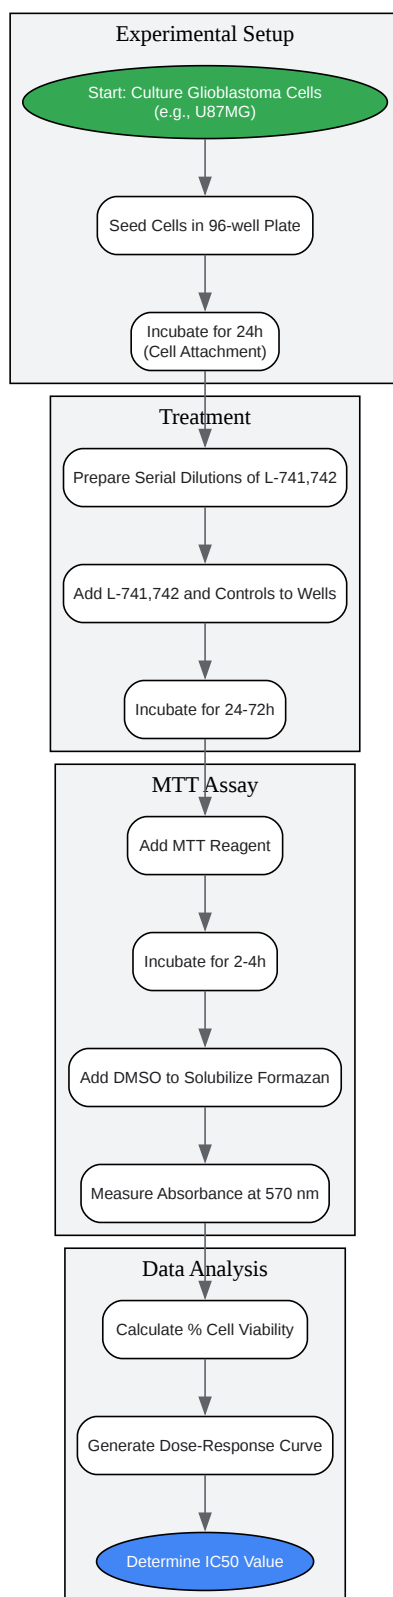 Experimental Setup
Start: Culture Glioblastoma Cells
(e.g., U87MG)
Seed Cells in 96-well Plate
Incubate for 24h
(Cell Attachment)
Treatment
Prepare Serial Dilutions of L-741,742
Add L-741,742 and Controls to Wells
Incubate for 24-72h
MTT Assay
Add MTT Reagent
Incubate for 2-4h
Add DMSO to Solubilize Formazan
Measure Absorbance at 570 nm
Data Analysis
Calculate % Cell Viability
Generate Dose-Response Curve
Determine IC50 Value